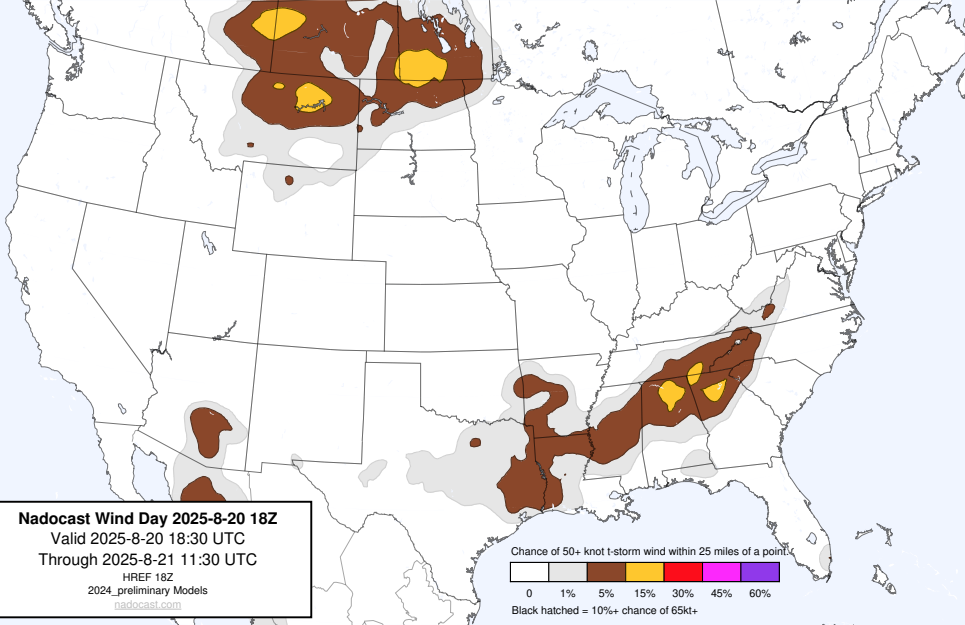 Nadocast Wind Day 2025-8-20 18Z
Valid 2025-8-20 18:30 UTC
Through 2025-8-21 11:30 UTC
HREF 18Z
2024_preliminary Models
nadocast.com
Chance of 50+ knot t-storm wind within 25 miles of a point.
0 1% 5% 15% 30% 45% 60%
Black hatched = 10%+ chance of 65kt+